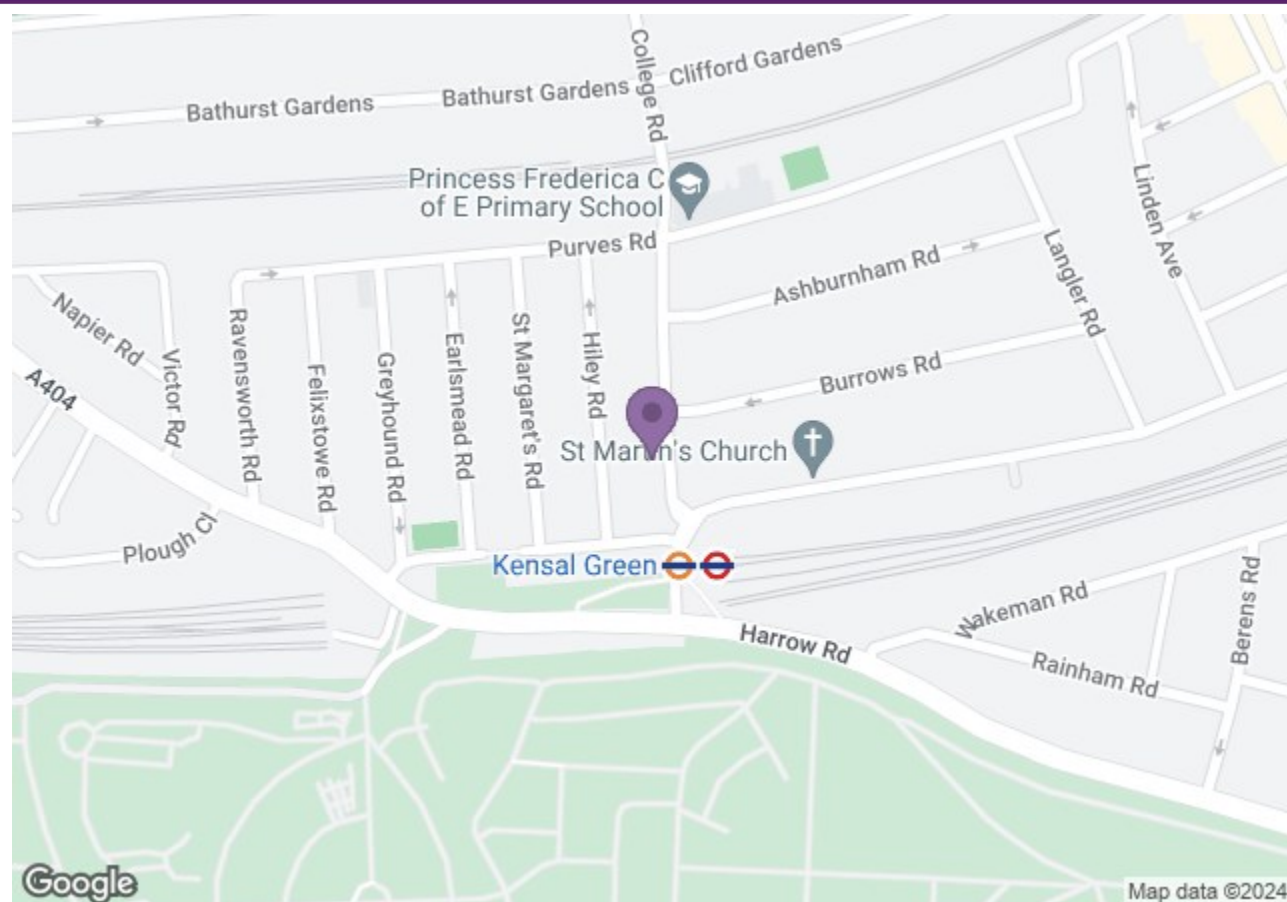 College Rd
Clifford Gardens
Bathurst Gardens
Bathurst Gardens
Princess Frederica C
of E Primary School
Purves Rd
Ashburnham Rd
Langler Rd
Linden Ave
Napier Rd
Victor Rd
Ravensworth Rd
Felixstowe Rd
Greyhound Rd
Earlsmead Rd
St Margaret's Rd
Hiley Rd
A404
Burrows Rd
St Martin's Church
Plough Cl
Kensal Green
Harrow Rd
Wakeman Rd
Rainham Rd
Berens Rd
Google
Map data ©2024